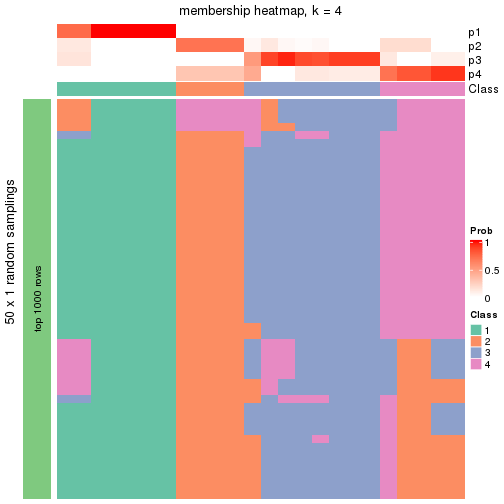 membership heatmap, k = 4
p1
p2
p3
p4
Class
50 x 1 random samplings
top 1000 rows
Prob
1
0.5
0
Class
1
2
3
4